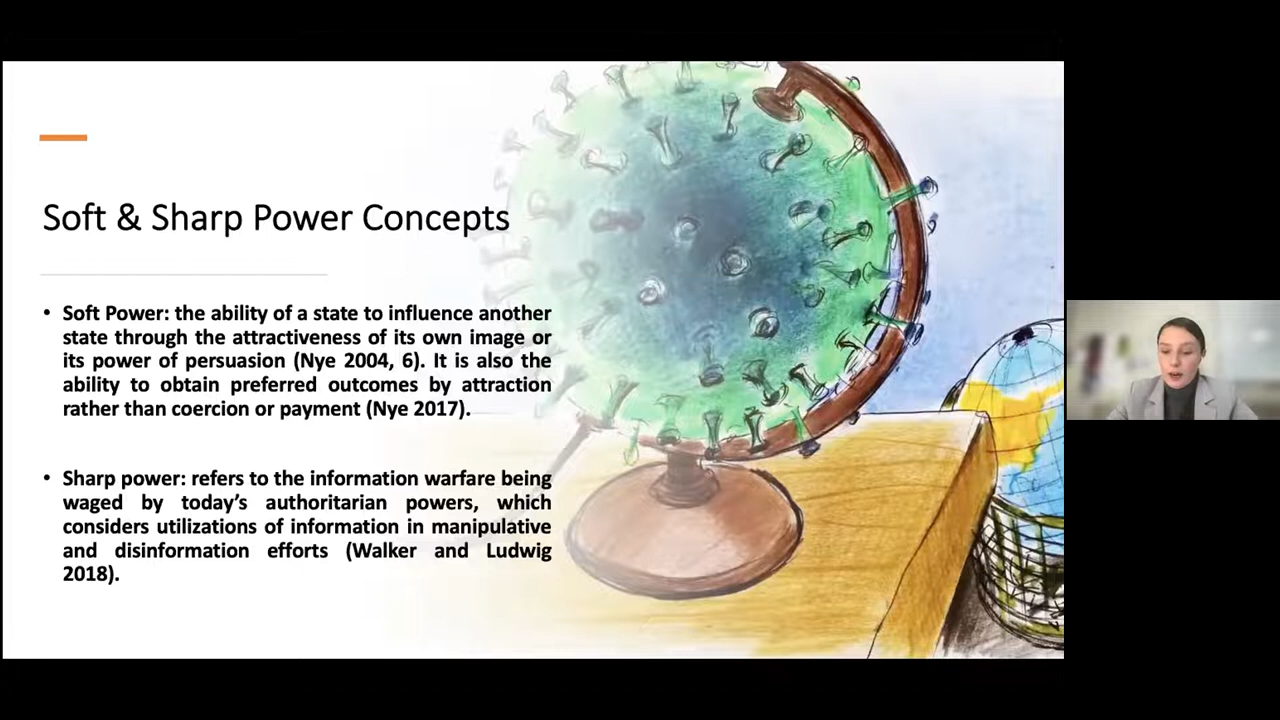 Soft & Sharp Power Concepts
• Soft Power: the ability of a state to influence another
state through the attractiveness of its own image or
its power of persuasion (Nye 2004, 6). It is also the
ability to obtain preferred outcomes by attraction
rather than coercion or payment (Nye 2017).
• Sharp power: refers to the information warfare being
waged by today’s authoritarian powers, which
considers utilizations of information in manipulative
and disinformation efforts (Walker and Ludwig
2018).